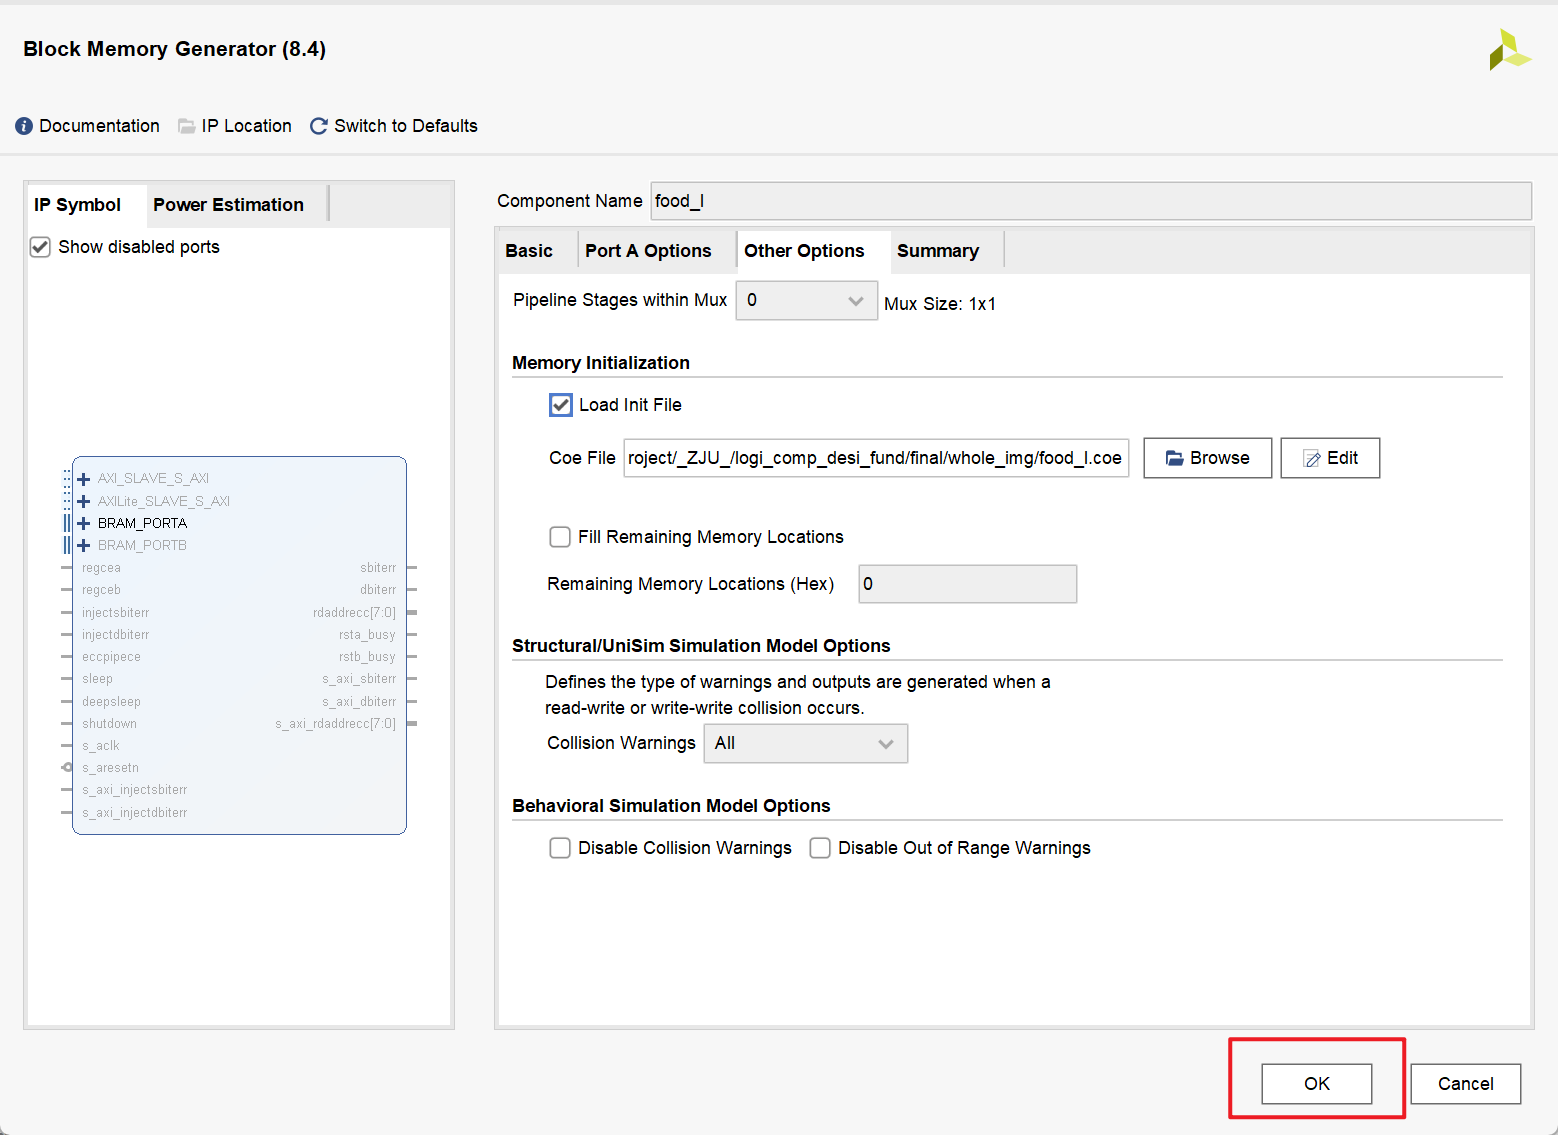 Block Memory Generator (8.4)
Documentation IP Location Switch to Defaults
IP Symbol Power Estimation
Show disabled ports
AXI_SLAVE_S_AXI
AXILite_SLAVE_S_AXI
BRAM_PORTA
BRAM_PORTB
regcea sbiterr
regceb dbiterr
injectsbiterr rdaddrecc[7:0]
injectdbiterr rsta_busy
eccpipece rstb_busy
sleep s_axi_sbiterr
deepsleep s_axi_dbiterr
shutdown s_axi_rdaddrecc[7:0]
s_aclk
s_aresetn
s_axi_injectsbiterr
s_axi_injectdbiterr
Component Name food_l
Basic Port A Options Other Options Summary
Pipeline Stages within Mux 0 Mux Size: 1x1
Memory Initialization
Load Init File
Coe File roject/_ZJU_/logi_comp_desi_fund/final/whole_img/food_l.coe Browse Edit
Fill Remaining Memory Locations
Remaining Memory Locations (Hex) 0
Structural/UniSim Simulation Model Options
Defines the type of warnings and outputs are generated when a
read-write or write-write collision occurs.
Collision Warnings All
Behavioral Simulation Model Options
Disable Collision Warnings Disable Out of Range Warnings
OK Cancel